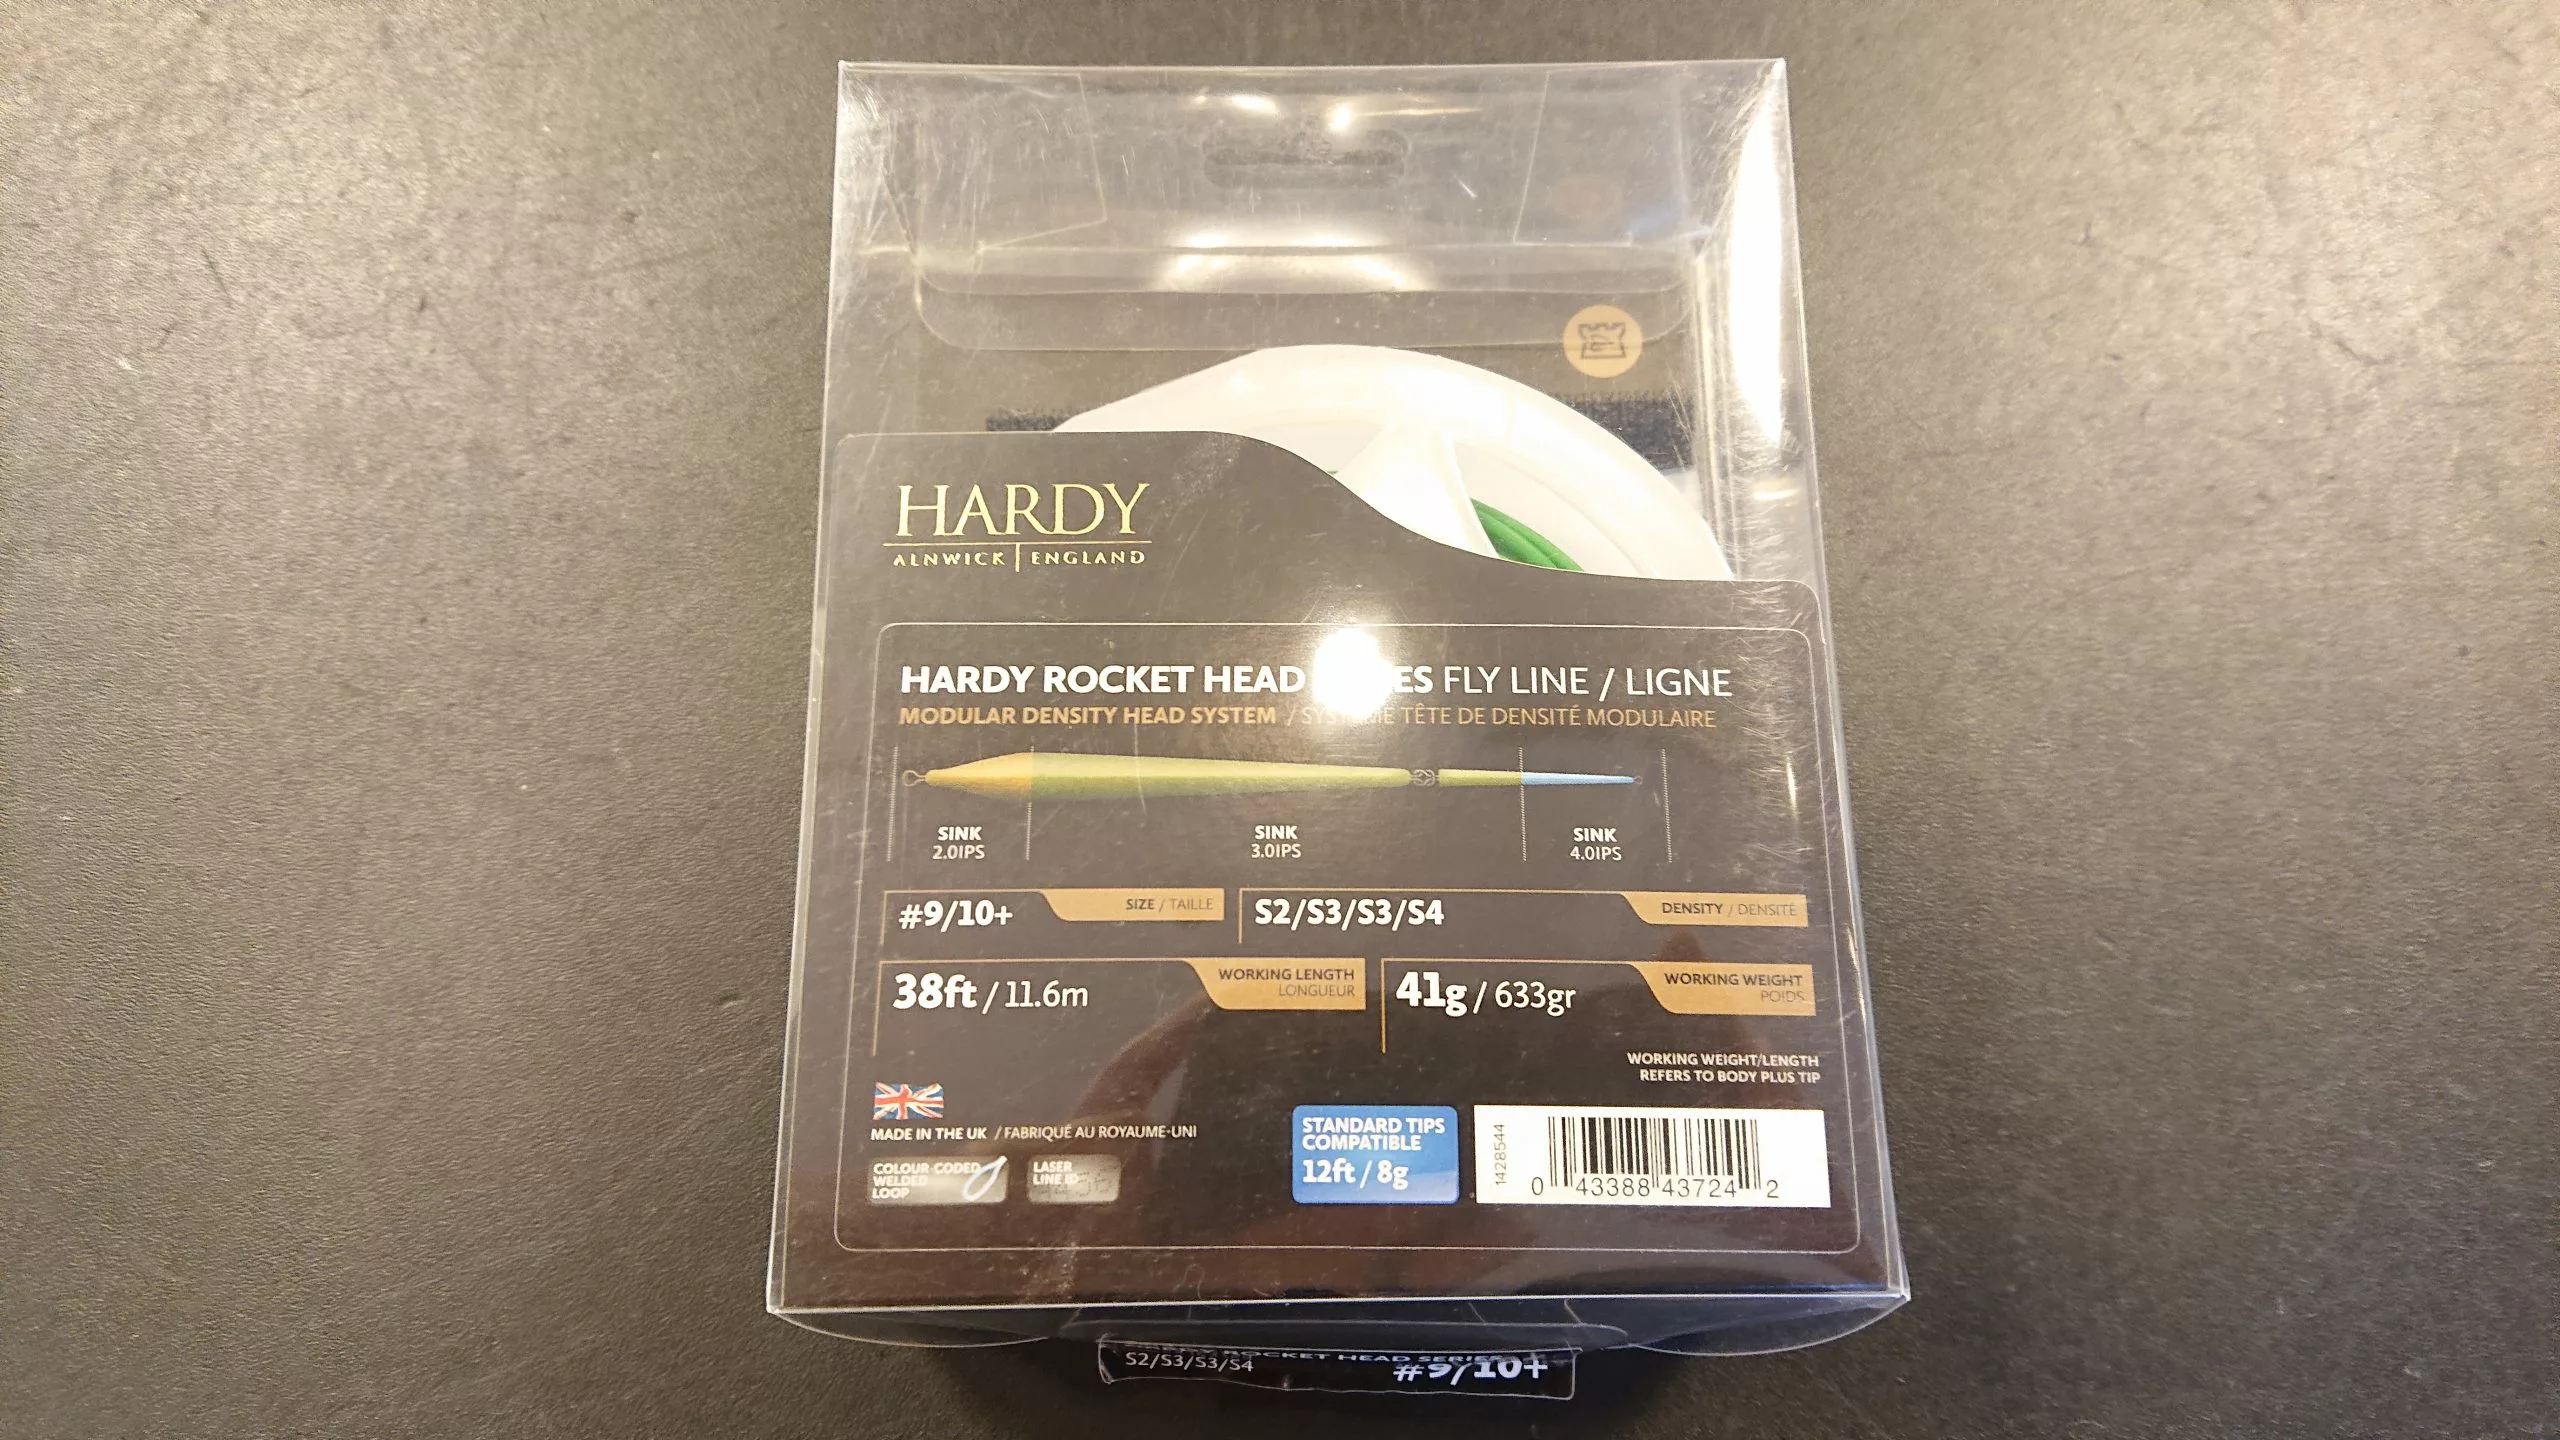 HARDY
ALNWICK | ENGLAND
HARDY ROCKET HEAD FLY LINE / LIGNE
MODULAR DENSITY HEAD SYSTEM / SYSTÈME TÊTE DE DENSITÉ MODULAIRE
SINK
2.0IPS
SINK
3.0IPS
SINK
4.0IPS
#9/10+
SIZE / TAILLE
S2/S3/S3/S4
DENSITY / DENSITÉ
38ft / 11.6m
WORKING LENGTH
LONGUEUR
41g / 633gr
WORKING WEIGHT
POIDS
WORKING WEIGHT/LENGTH
REFERS TO BODY PLUS TIP
MADE IN THE UK / FABRIQUÉ AU ROYAUME-UNI
COLOUR-CODED
WELDED
LOOP
LASER
LINE ID
STANDARD TIPS
COMPATIBLE
12ft / 8g
1428544
0 43388 43724 2
ROCKET HEAD SERIES
S2/S3/S3/S4
#9/10+